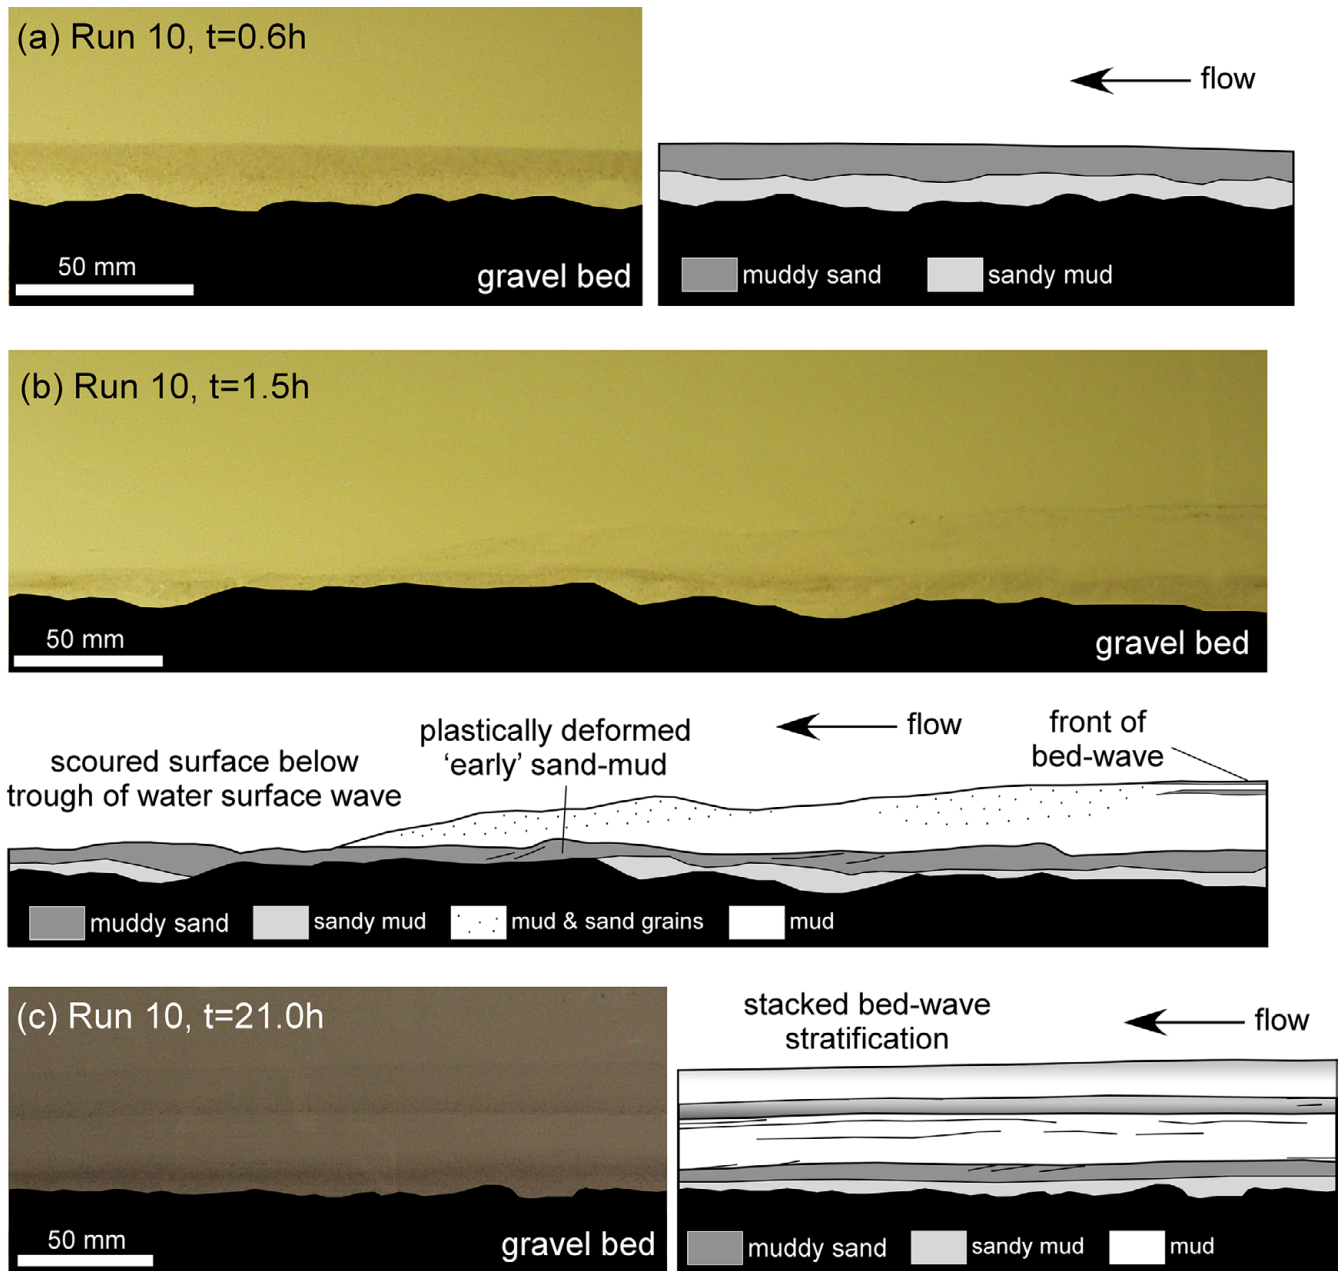 (a) Run 10, t=0.6h
flow
50 mm
gravel bed
muddy sand
sandy mud
(b) Run 10, t=1.5h
50 mm
gravel bed
scoured surface below
trough of water surface wave
plastically deformed
'early' sand-mud
flow
front of
bed-wave
muddy sand
sandy mud
mud & sand grains
mud
(c) Run 10, t=21.0h
50 mm
gravel bed
stacked bed-wave
stratification
flow
muddy sand
sandy mud
mud